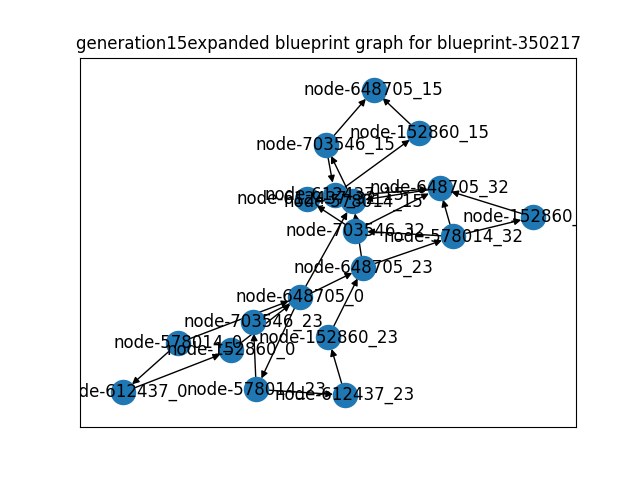 generation15expanded blueprint graph for blueprint-350217
node-648705_15
node-152860_15
node-703546_15
node-648705_32
node-578014_15
node-152860_
node-703546_32
node-578014_32
node-648705_23
node-648705_0
node-703546_23
node-152860_23
node-578014_0
node-152860_0
de-612437_0
node-578014_23
node-612437_23